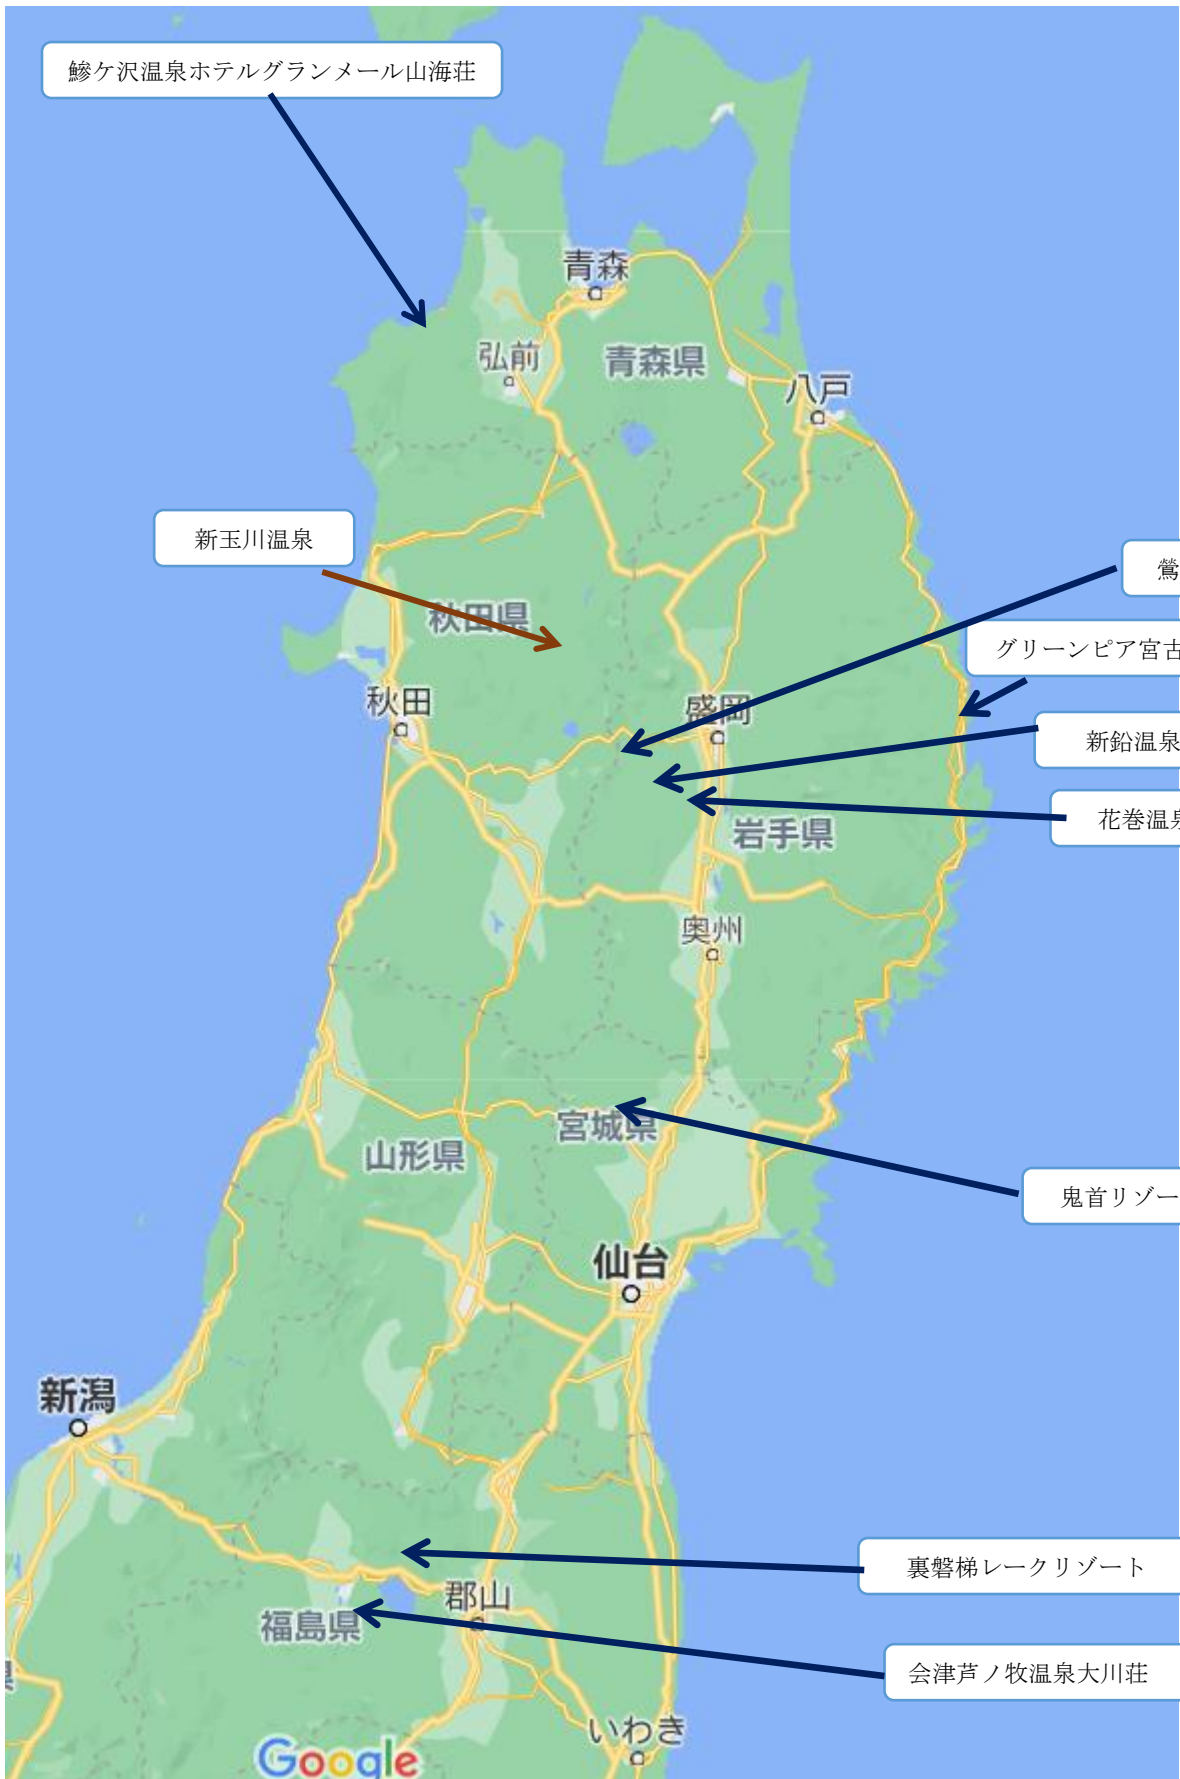 鰺ケ沢温泉ホテルグランメール山海荘
青森
弘前
青森県
八戸
新玉川温泉
鶯
秋田県
グリーンピア宮古
秋田
盛岡
新鉛温泉
花巻温泉
岩手県
奥州
宮城県
山形県
鬼首リゾー
仙台
新潟
裏磐梯レークリゾート
郡山
福島県
会津芦ノ牧温泉大川荘
県
いわき
Google